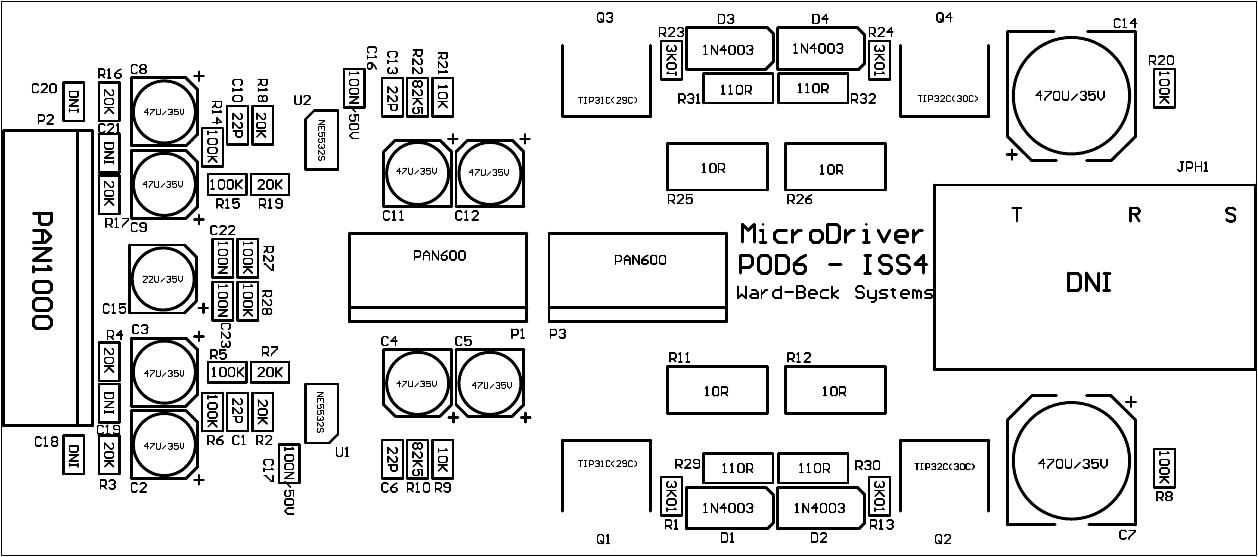 Q3
D3
D4
Q4
C14
R23
R24
3K01
1N4003
1N4003
3K01
C16
C13
R22
R21
C8
R16
C20
R20
470U/35V
100K
DNI
20K
47U/35V
C10
R18
U2
100N/50V
22P
82K5
10K
R31
110R
110R
R32
TIP31C(29C)
TIP32C(30C)
P2
C21
R14
22P
20K
NE5532S
DNI
100K
JPH1
20K
47U/35V
100K
20K
47U/35V
47U/35V
10R
10R
R17
C9
R15
R19
C11
C12
R25
R26
T
R
S
PAN1000
C22
100N
100K
R27
PAN600
PAN600
MicroDriver
POD6 - ISS4
Ward-Beck Systems
DNI
22U/35V
C15
100N
100K
R28
C23
P1
P3
R4
C3
R5
R7
C4
C5
R11
R12
20K
47U/35V
100K
20K
47U/35V
47U/35V
10R
10R
DNI
C19
100K
22P
20K
NE5532S
C18
DNI
20K
47U/35V
R6
C1
R2
U1
R3
C2
C17
100N/50V
22P
82K5
10K
C6
R10
R9
TIP31C(29C)
R29
110R
110R
R30
TIP32C(30C)
470U/35V
100K
R8
3K01
1N4003
1N4003
3K01
R1
R13
Q1
D1
D2
Q2
C7